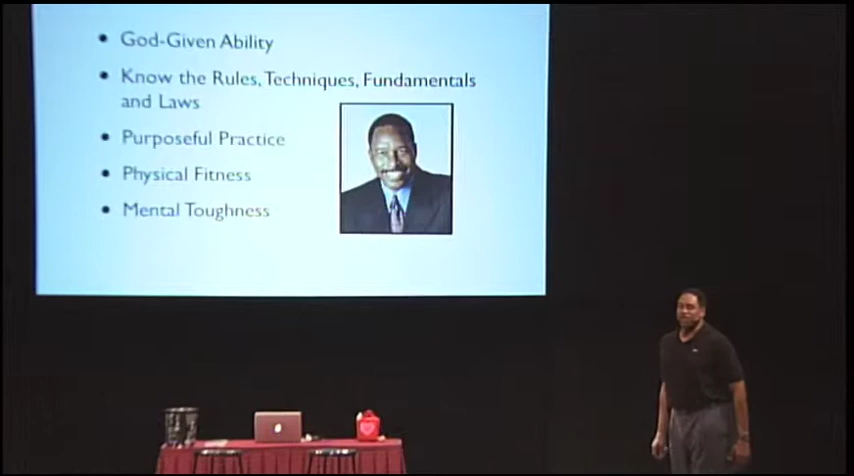 God-Given Ability
Know the Rules, Techniques, Fundamentals
and Laws
Purposeful Practice
Physical Fitness
Mental Toughness